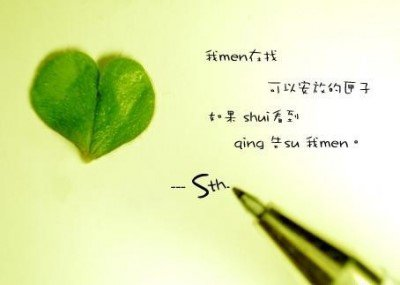 我men在找
可以安放的匣子
如果 shui看到
qing 告su 我men。
--- Sth.